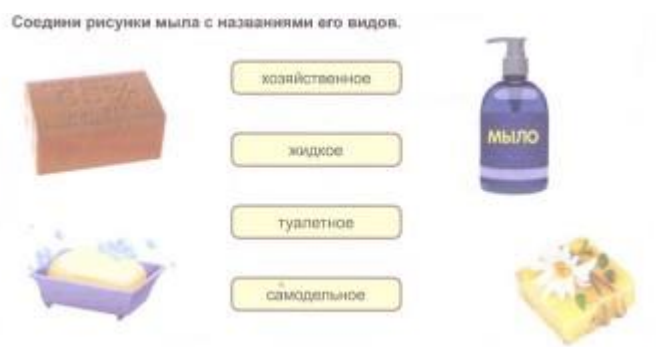 Соедини рисунки мыла с названиями его видов.
хозяйственное
жидкое
МЫЛО
туалетное
самодельное